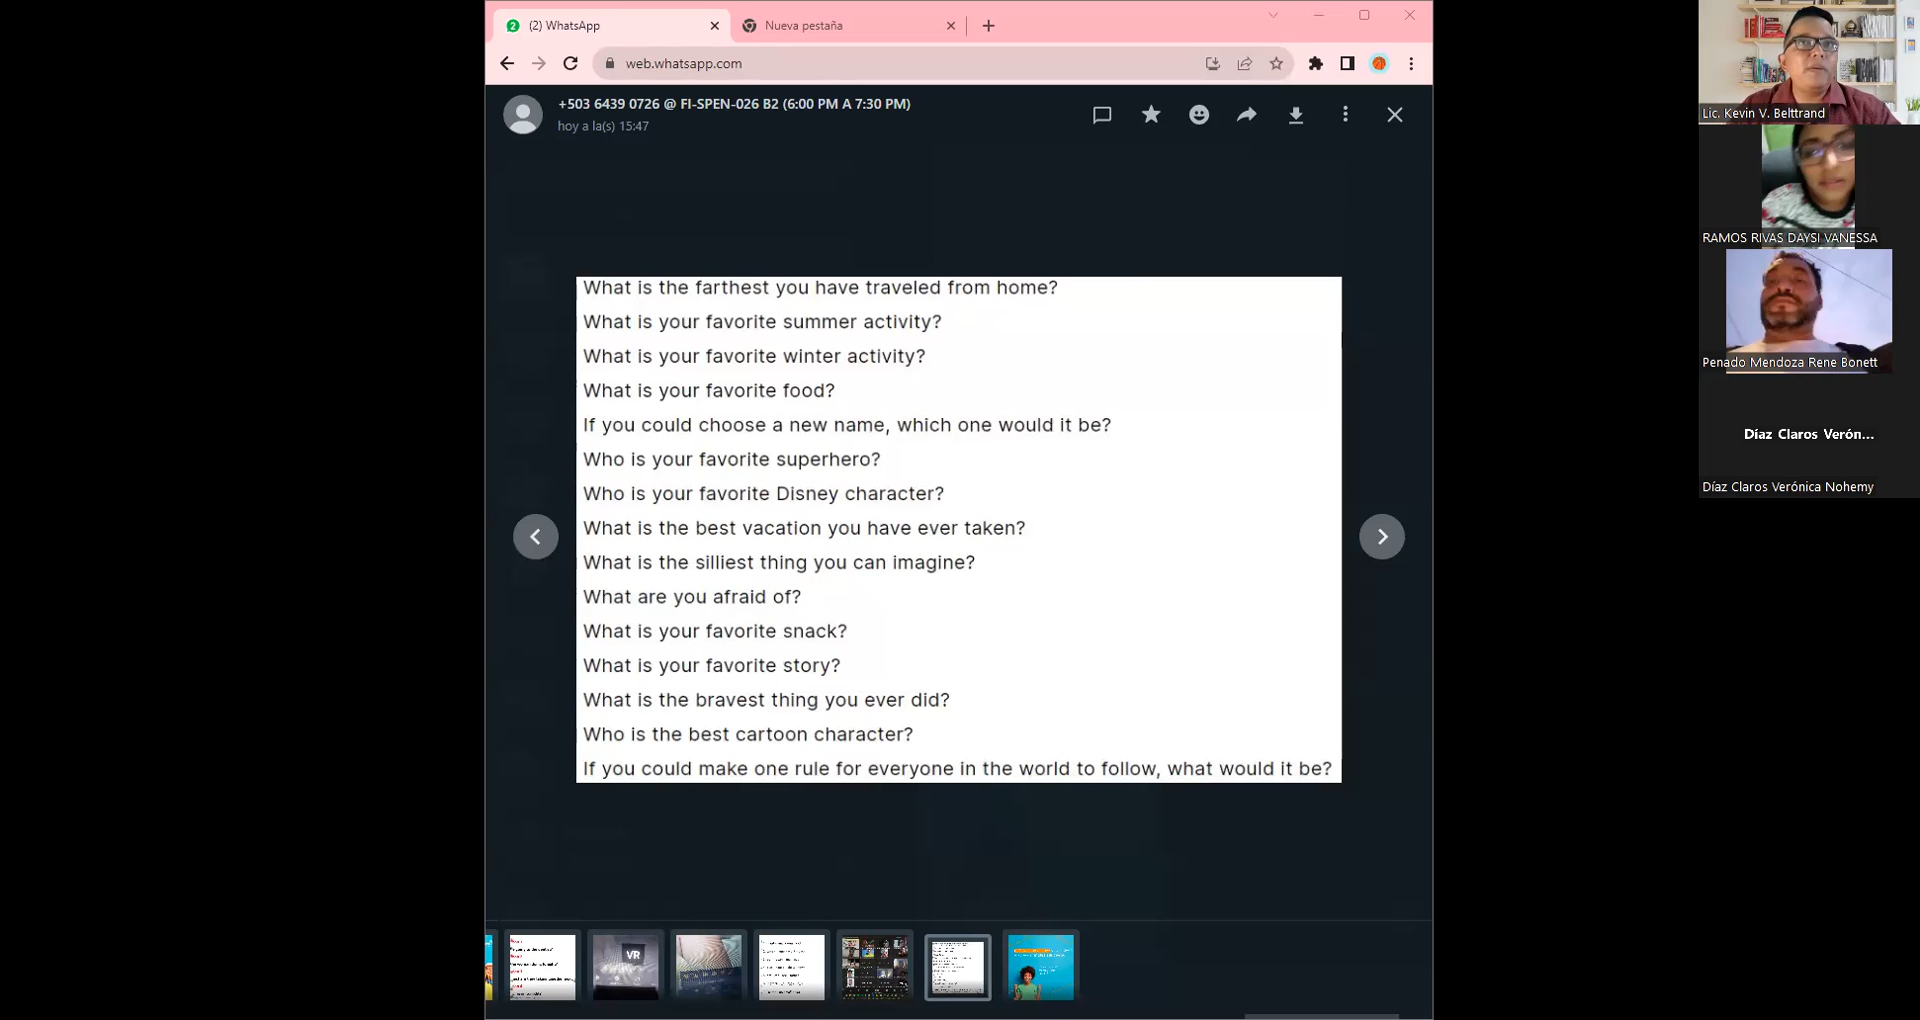 (2) WhatsApp
Nueva pestaña
web.whatsapp.com
+503 6439 0726 @ FI-SPEN-026 B2 (6:00 PM A 7:30 PM)
hoy a la(s) 15:47
What is the farthest you have traveled from home?
What is your favorite summer activity?
What is your favorite winter activity?
What is your favorite food?
If you could choose a new name, which one would it be?
Who is your favorite superhero?
Who is your favorite Disney character?
What is the best vacation you have ever taken?
What is the silliest thing you can imagine?
What are you afraid of?
What is your favorite snack?
What is your favorite story?
What is the bravest thing you ever did?
Who is the best cartoon character?
If you could make one rule for everyone in the world to follow, what would it be?
VR
Lic. Kevin V. Belttrand
RAMOS RIVAS DAYSI VANESSA
Penado Mendoza Rene Bonett
Díaz Claros Verón...
Díaz Claros Verónica Nohemy